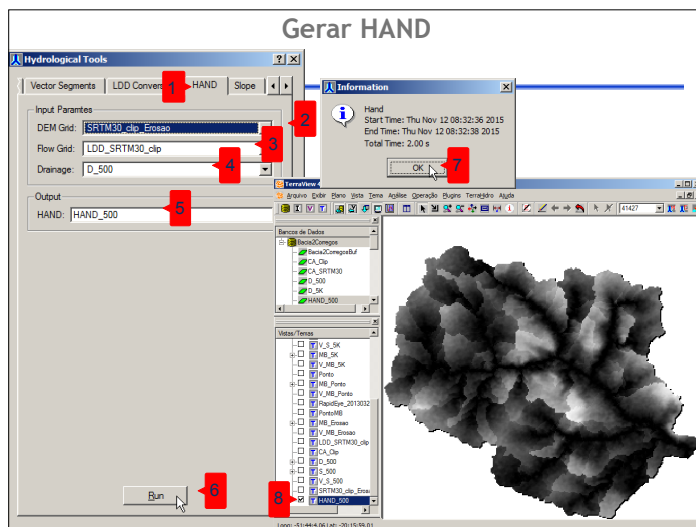 Gerar HAND
Hydrological Tools
Vector Segments
LDD Convers
1
HAND
Slope
Input Paramtes
2
DEM Grid: SRTM30_clip_Erosao
3
Flow Grid: LDD_SRTM30_clip
4
Drainage: D_500
Output
5
HAND: HAND_500
Run
6
Information
Hand
Start Time: Thu Nov 12 08:32:36 2015
End Time: Thu Nov 12 08:32:38 2015
Total Time: 2.00 s
OK
7
TerraView
Arquivo Exibir Plano Vista Tema Análise Operação Plugins TerraHidro Ajuda
41427
Bancos de Dados
Bacia2Corregos
Bacia2CorregosBuf
CA_Clip
CA_SRTM30
D_500
D_5K
HAND_500
Vistas/Temas
V_S_5K
MB_5K
V_MB_5K
Ponto
MB_Ponto
V_MB_Ponto
RapidEye_2013032
PontoMB
MB_Erosao
V_MB_Erosao
LDD_SRTM30_clip
CA_Clip
D_500
S_500
V_S_500
SRTM30_clip_Eros
8
HAND_500